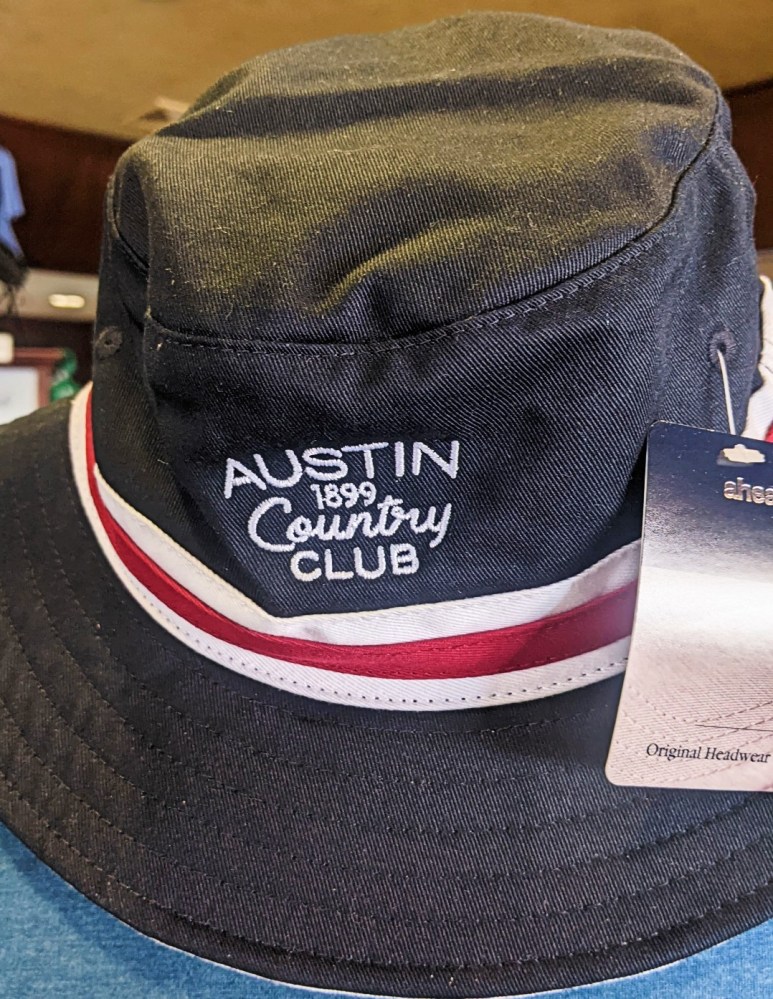 AUSTIN
1899
Country
CLUB
Original Headwear